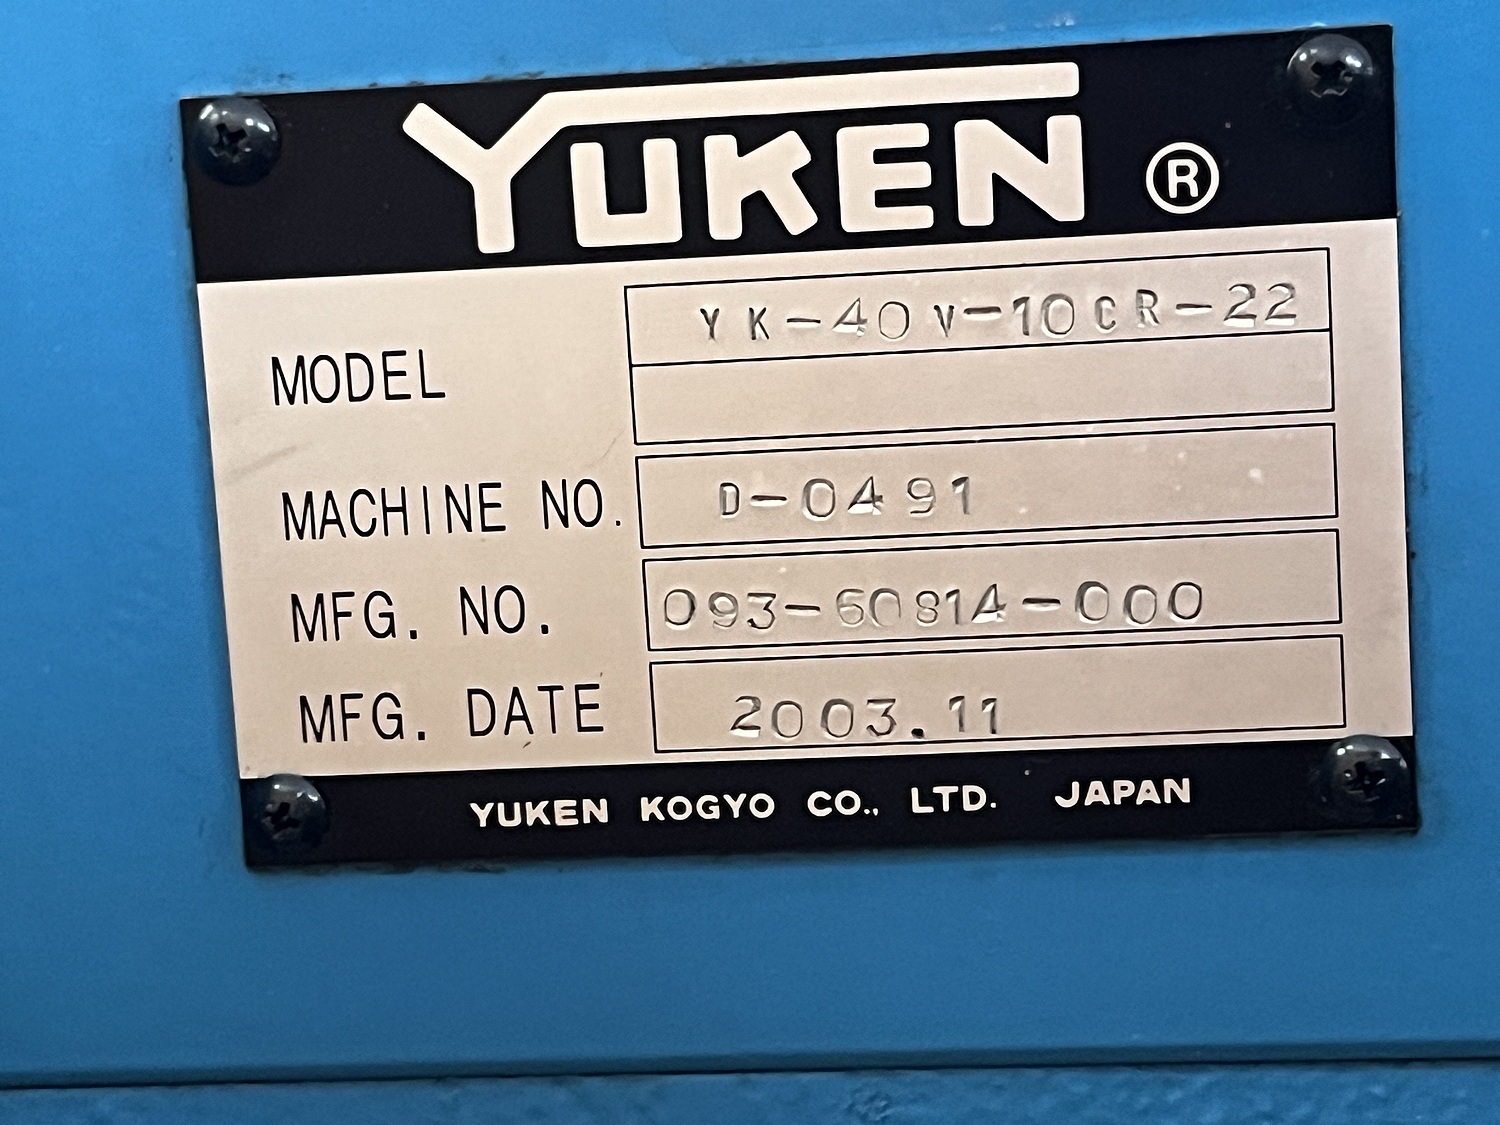 YUKEN ®
MODEL YK-40V-10CR-22
MACHINE NO. D-0491
MFG. NO. 093-60814-000
MFG. DATE 2003.11
YUKEN KOGYO CO., LTD. JAPAN